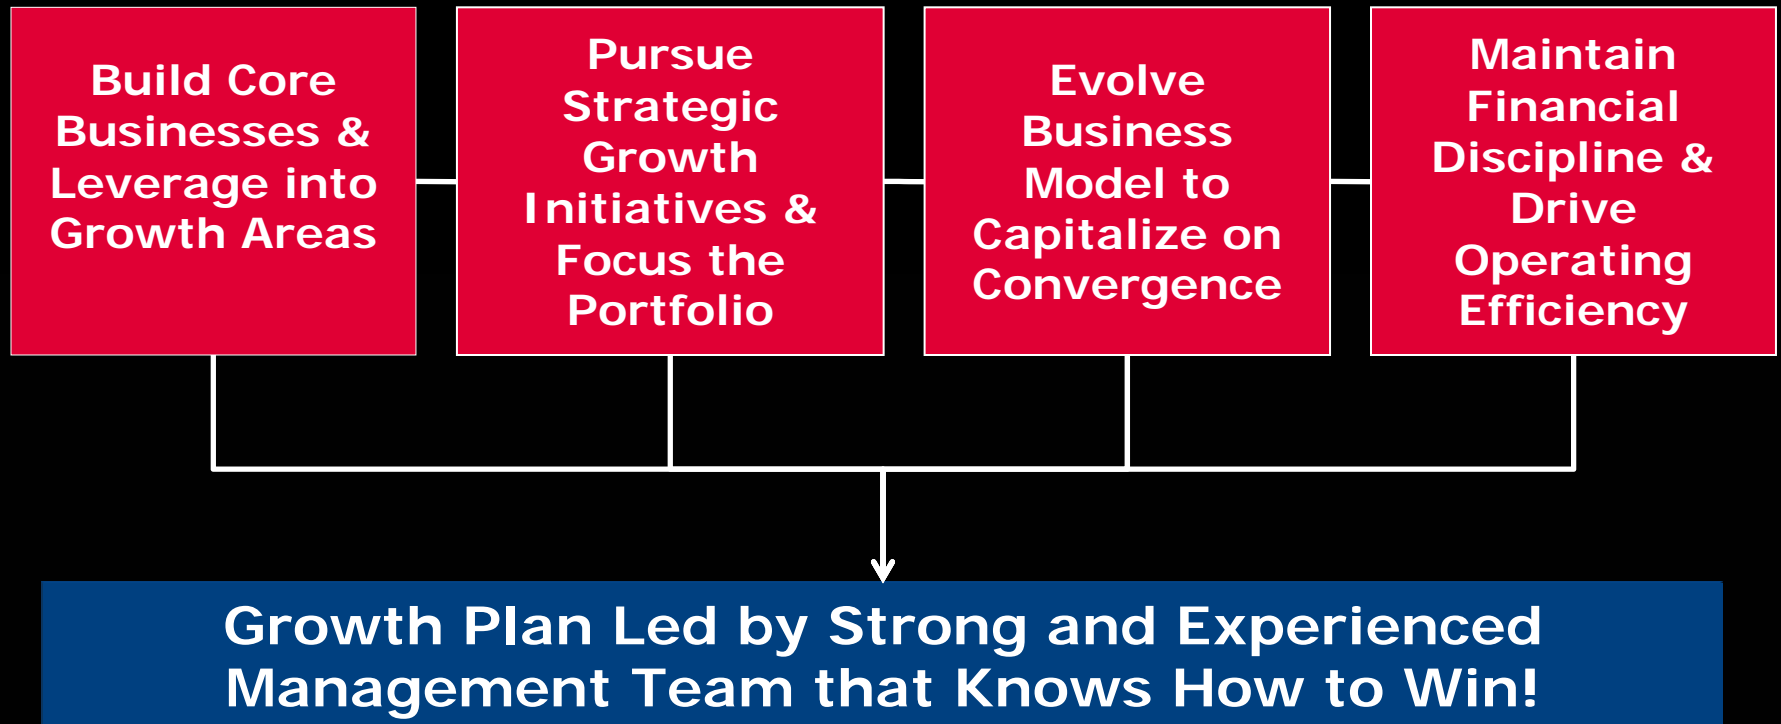 Build Core
Businesses &
Leverage into
Growth Areas
Pursue
Strategic
Growth
Initiatives &
Focus the
Portfolio
Evolve
Business
Model to
Capitalize on
Convergence
Maintain
Financial
Discipline &
Drive
Operating
Efficiency
Growth Plan Led by Strong and Experienced
Management Team that Knows How to Win!